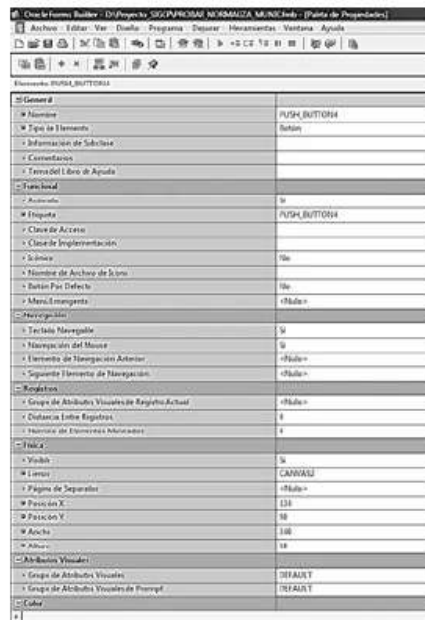 Oracle Forms Builder - [D:\Proyecto_SIGO\PROBAR_NORMALIZA_MUNIC.fmb - [Paleta de Propiedades]]
Archivo Editar Ver Diseño Programa Depurar Herramientas Ventana Ayuda
Elemento: PUSH_BUTTON4
General
Nombre PUSH_BUTTON4
Tipo de Elemento Botón
Información de Subclase
Comentarios
Tema del Libro de Ayuda
Funcional
Activado Sí
Etiqueta PUSH_BUTTON4
Clave de Acceso
Clase de Implementación
Icónico No
Nombre de Archivo de Icono
Botón Por Defecto No
Menú Emergente <Nulo>
Navegación
Teclado Navegable Sí
Navegación del Mouse Sí
Elemento de Navegación Anterior <Nulo>
Siguiente Elemento de Navegación <Nulo>
Registros
Grupo de Atributos Visuales de Registro Actual <Nulo>
Distancia Entre Registros 0
Número de Elementos Mostrados 0
Física
Visible Sí
Lienzo CANVAS2
Página de Separador <Nulo>
Posición X
Posición Y
Ancho
Altura
Atributos Visuales
Grupo de Atributos Visuales DEFAULT
Grupo de Atributos Visuales de Prompt DEFAULT
Color